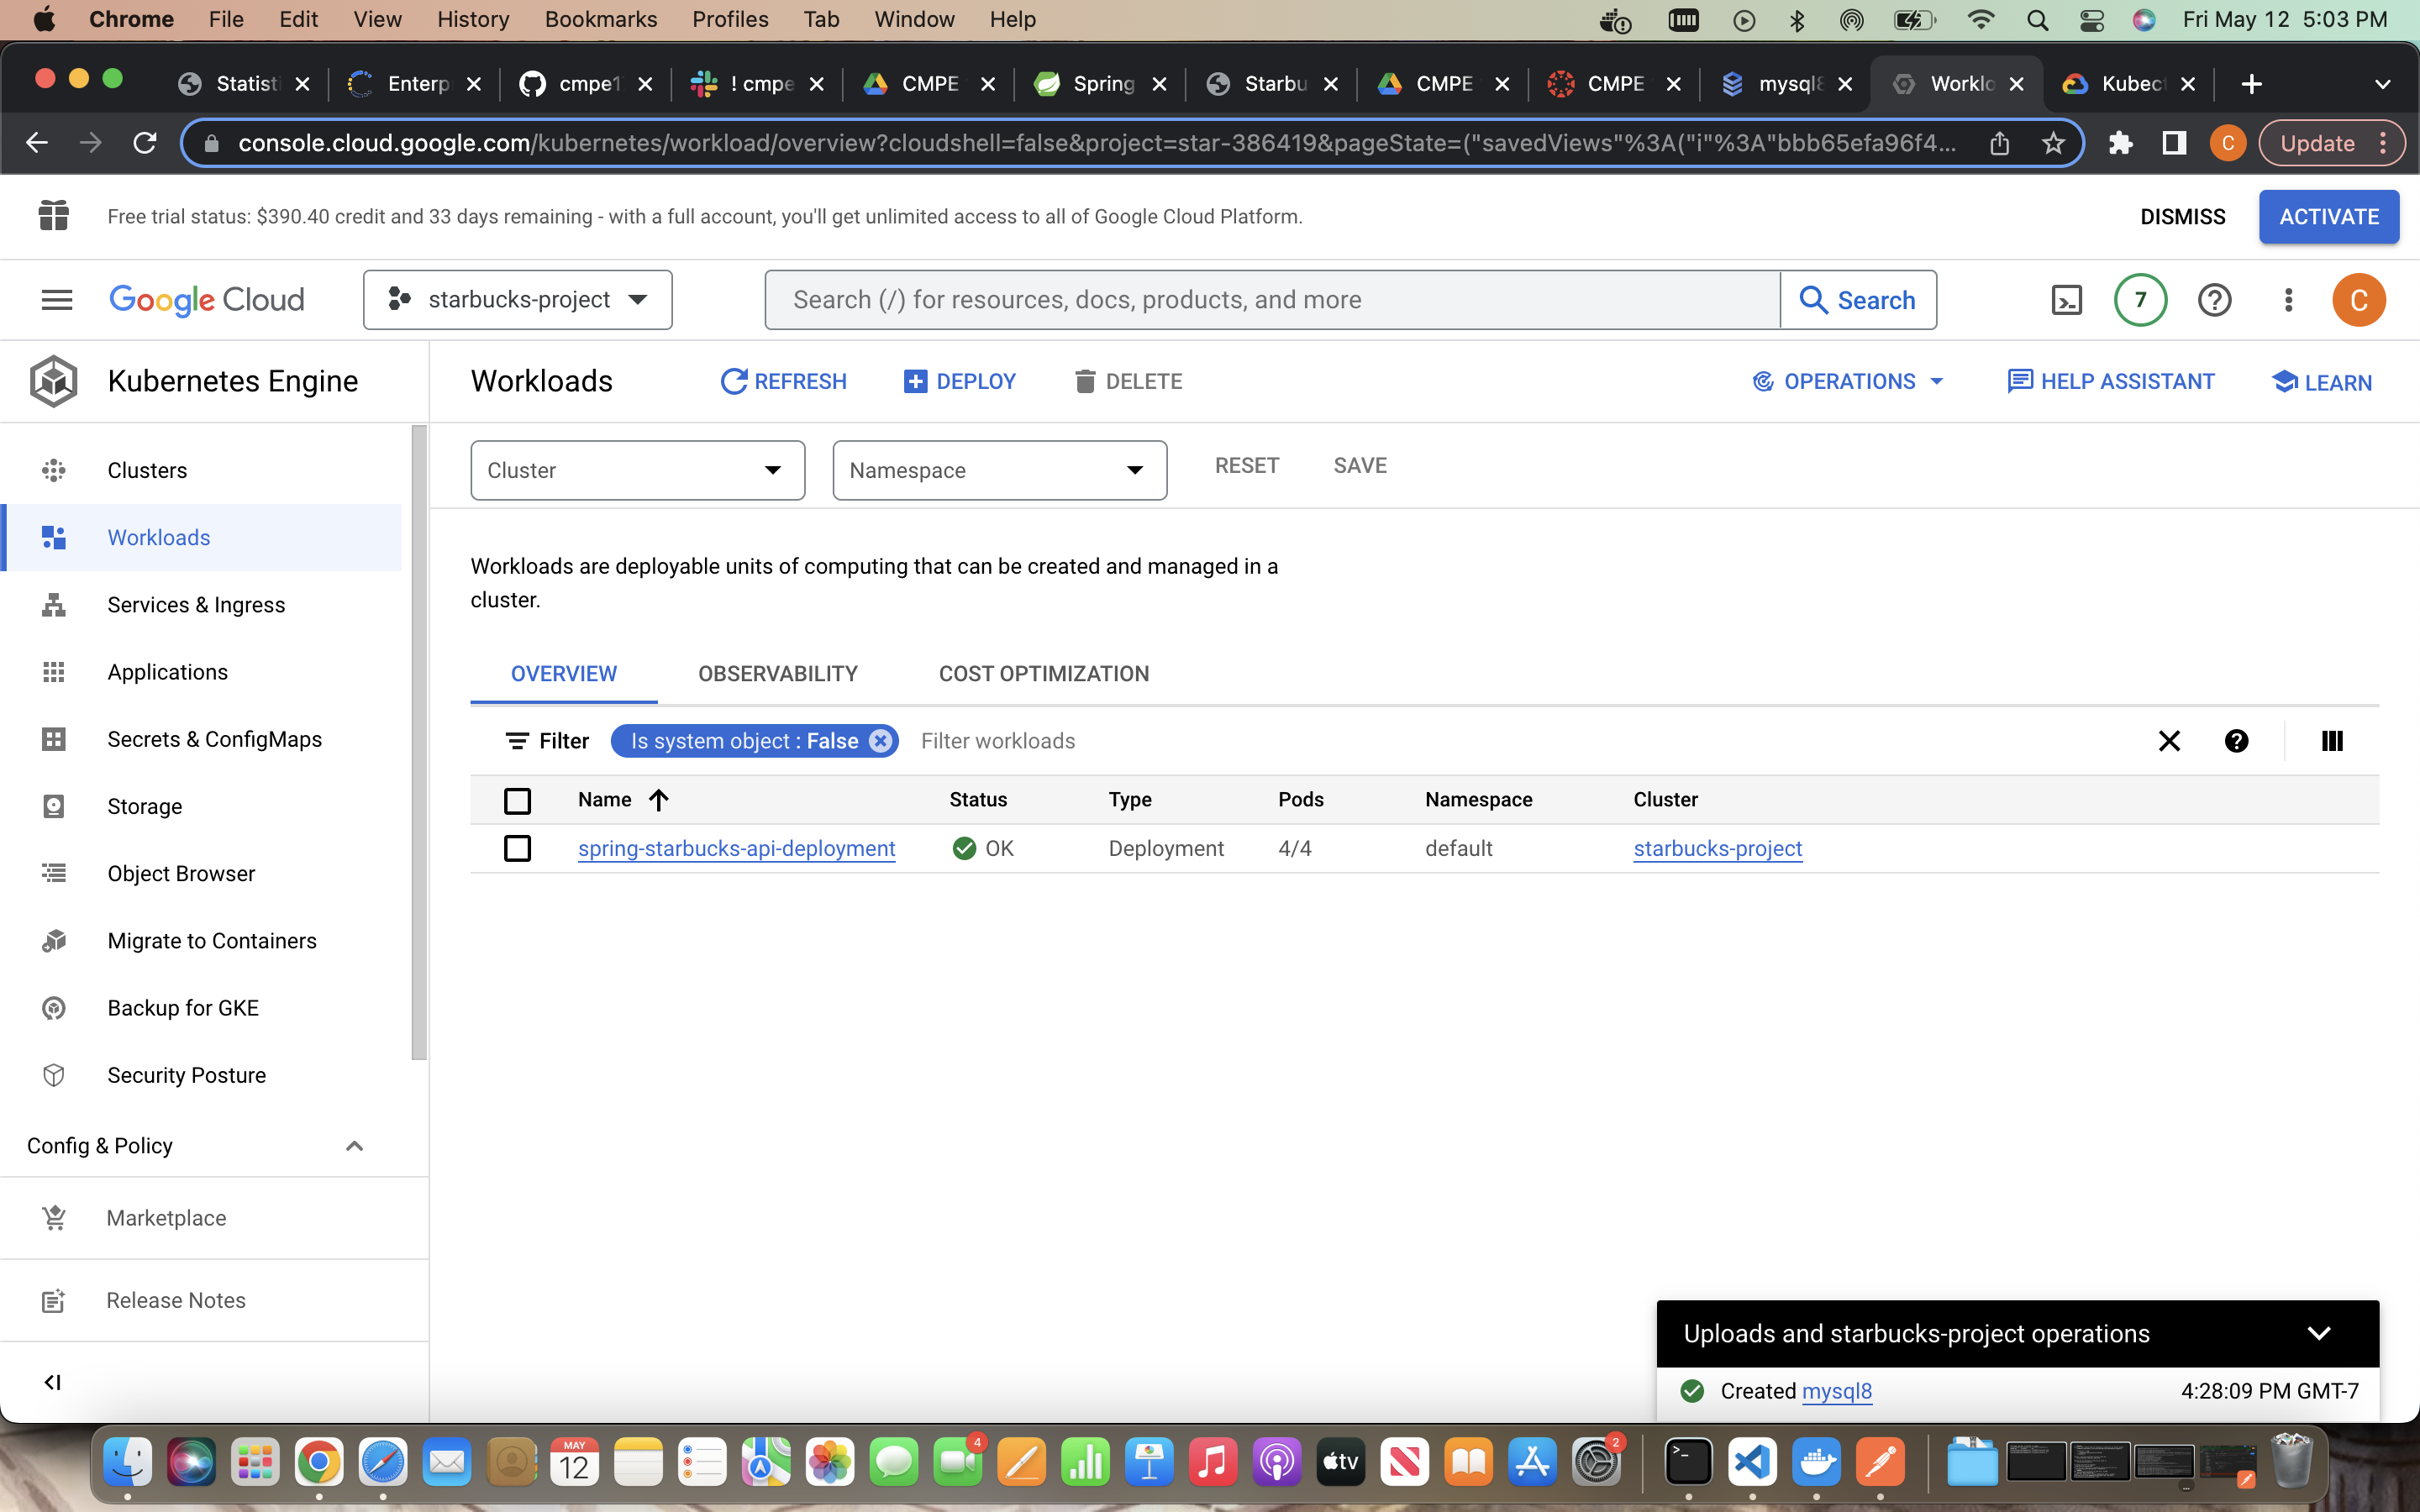 Chrome File Edit View History Bookmarks Profiles Tab Window Help Fri May 12 5:03 PM
Statisti Enterp cmpe1 ! cmpe CMPE Spring Starbu CMPE CMPE mysql8 Worklo Kubect
console.cloud.google.com/kubernetes/workload/overview?cloudshell=false&project=star-386419&pageState=("savedViews"%3A("i"%3A"bbb65efa96f4... C Update
Free trial status: $390.40 credit and 33 days remaining - with a full account, you'll get unlimited access to all of Google Cloud Platform. DISMISS ACTIVATE
Google Cloud starbucks-project Search (/) for resources, docs, products, and more Search 7 C
Kubernetes Engine Workloads REFRESH DEPLOY DELETE OPERATIONS HELP ASSISTANT LEARN
Clusters
Workloads
Services & Ingress
Applications
Secrets & ConfigMaps
Storage
Object Browser
Migrate to Containers
Backup for GKE
Security Posture
Config & Policy
Marketplace
Release Notes
Cluster Namespace RESET SAVE
Workloads are deployable units of computing that can be created and managed in a
cluster.
OVERVIEW OBSERVABILITY COST OPTIMIZATION
Filter Is system object : False Filter workloads
Name Status Type Pods Namespace Cluster
spring-starbucks-api-deployment OK Deployment 4/4 default starbucks-project
Uploads and starbucks-project operations
Created mysql8 4:28:09 PM GMT-7
MAY
12
4
tv
2